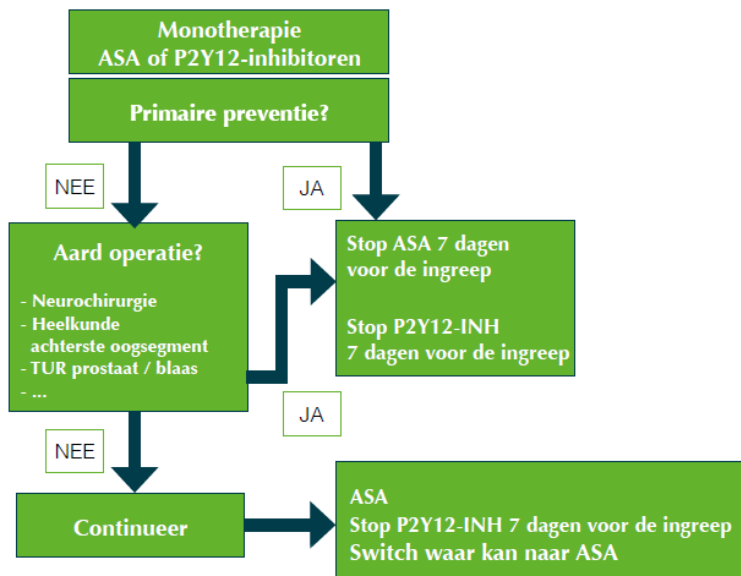 Monotherapie
ASA of P2Y12-inhibitoren
Primaire preventie?
NEE
JA
Aard operatie?
- Neurochirurgie
- Heelkunde
achterste oogsegment
- TUR prostaat / blaas
- ...
Stop ASA 7 dagen
voor de ingreep
Stop P2Y12-INH
7 dagen voor de ingreep
JA
NEE
Continueer
ASA
Stop P2Y12-INH 7 dagen voor de ingreep
Switch waar kan naar ASA